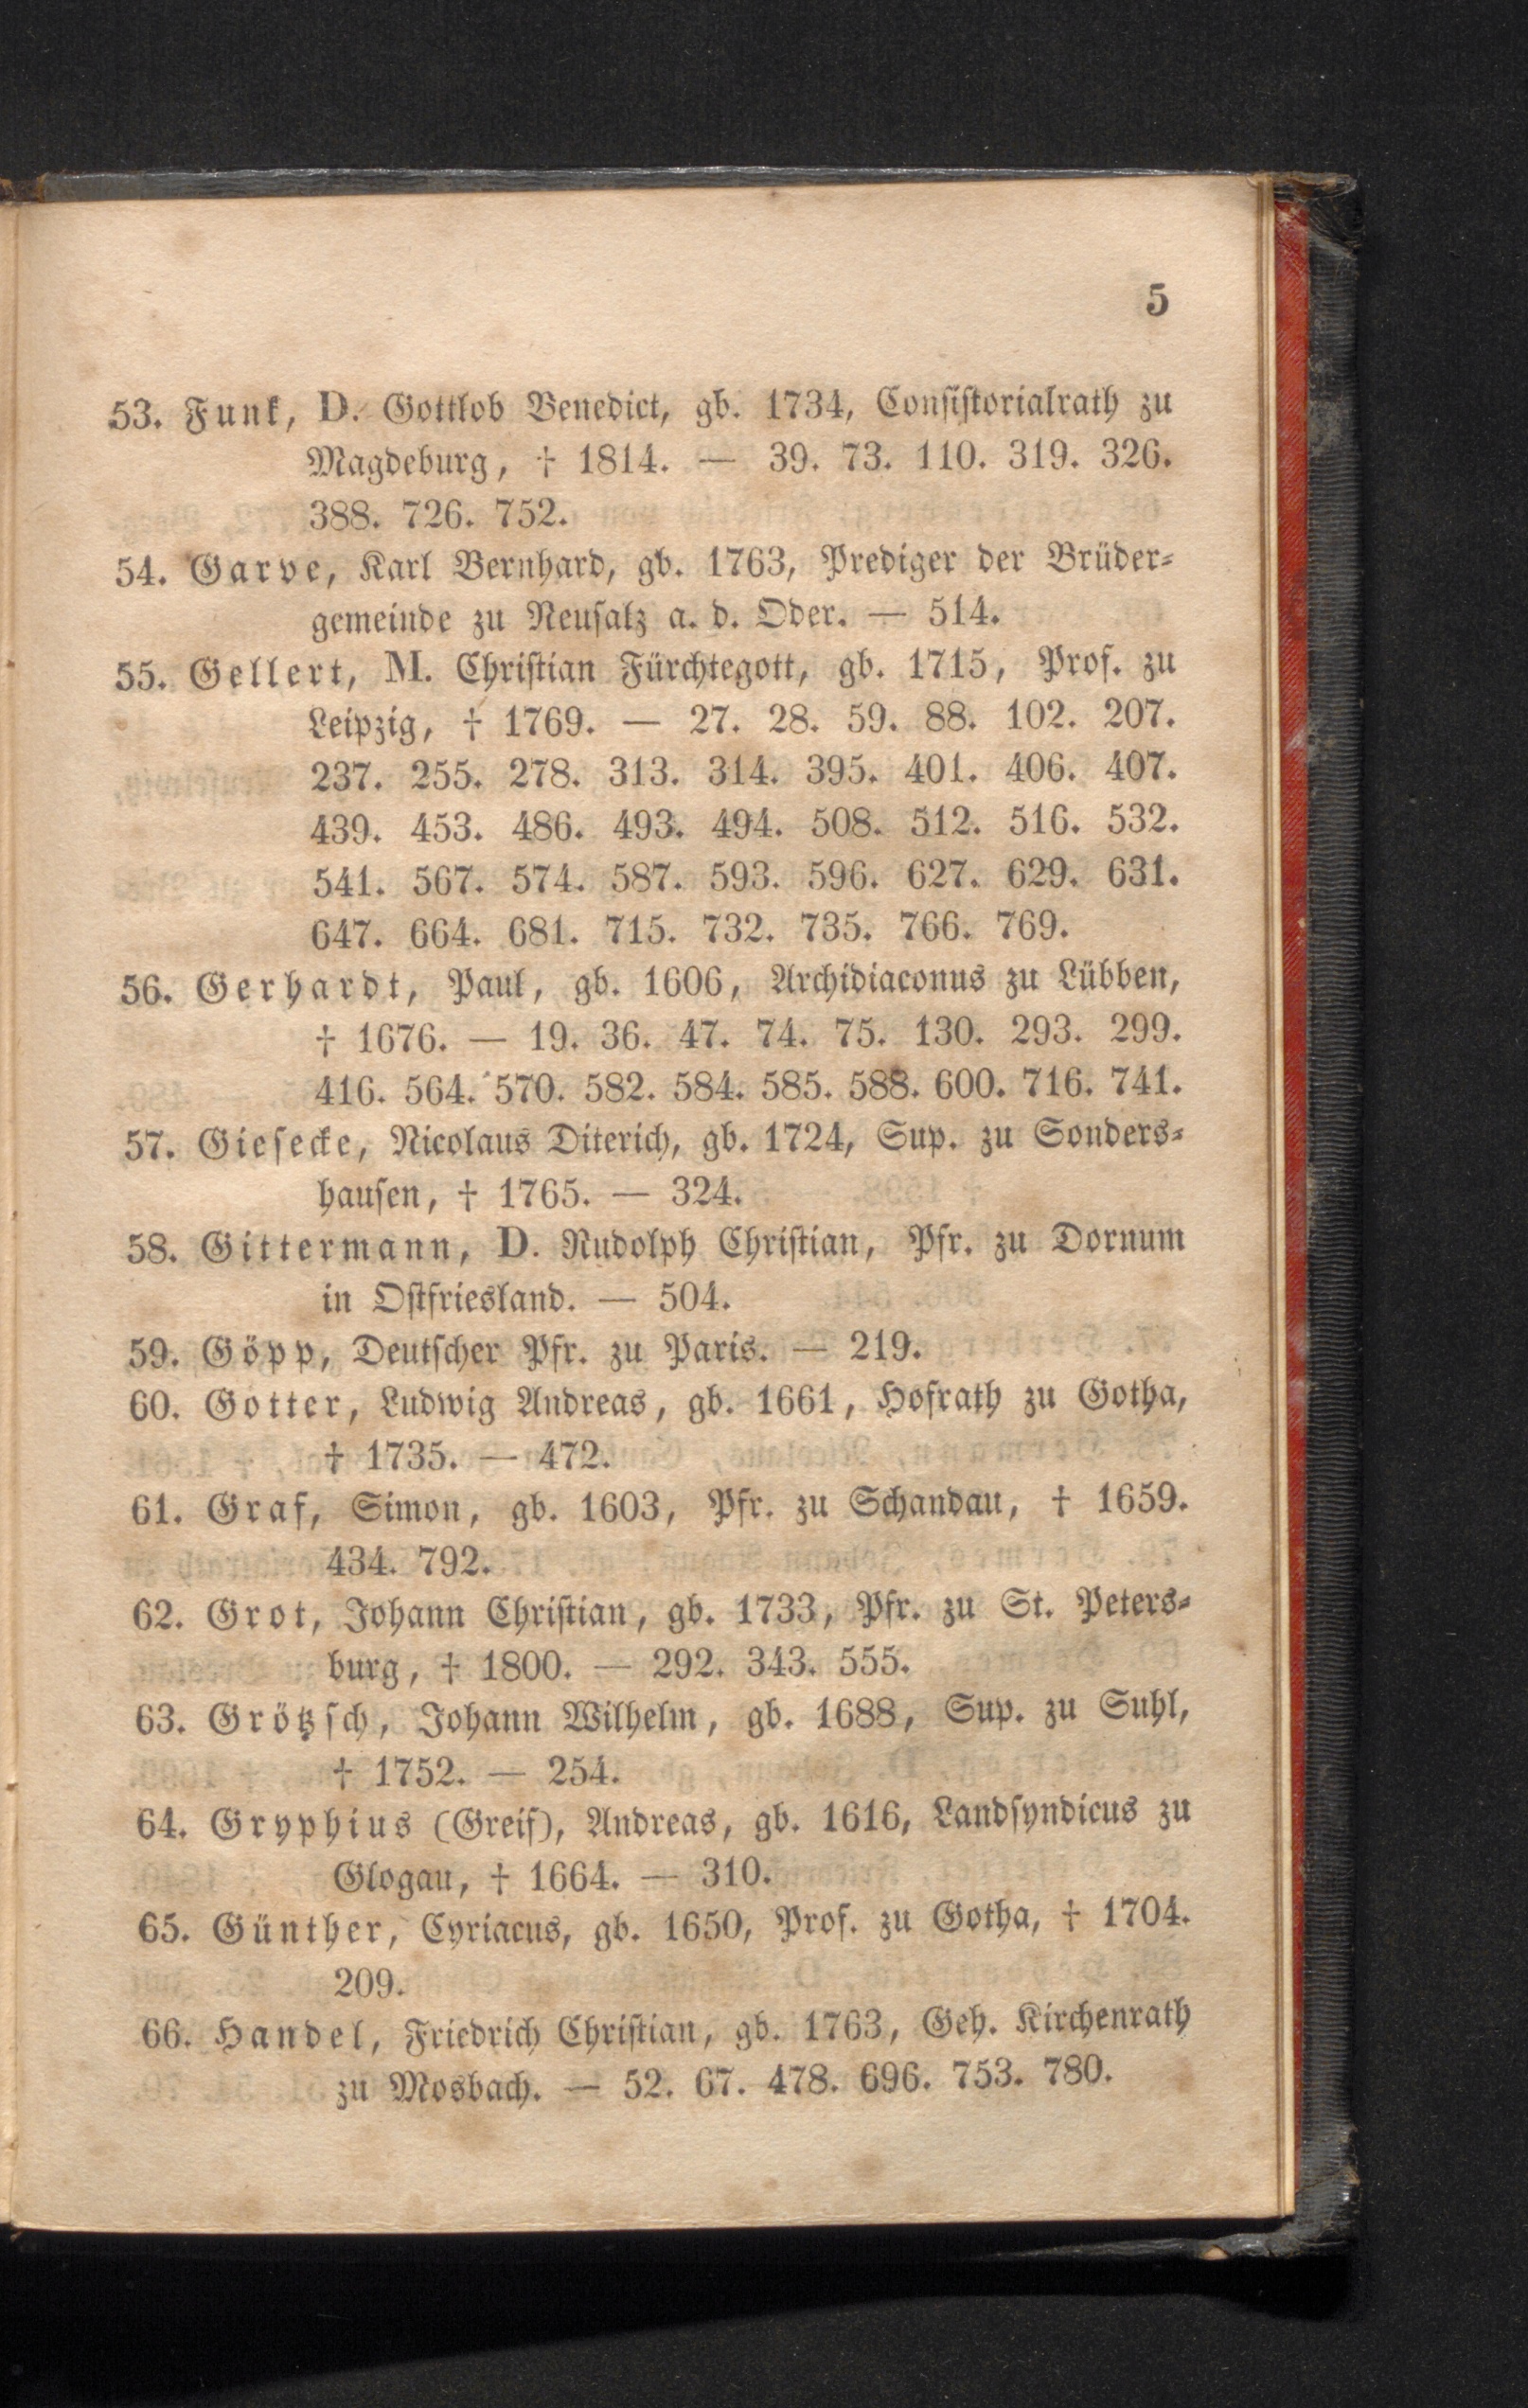 5
53. Funk, D. Gottlob Benedict, gb. 1734, Conſiſtorialrath zu
Magdeburg, † 1814. — 39. 73. 110. 319. 326.
388. 726. 752.
54. Garve, Karl Bernhard, gb. 1763, Prediger der Brüder-
gemeinde zu Neuſalz a. d. Oder. — 514.
55. Gellert, M. Chriſtian Fürchtegott, gb. 1715, Prof. zu
Leipzig, † 1769. — 27. 28. 59. 88. 102. 207.
237. 255. 278. 313. 314. 395. 401. 406. 407.
439. 453. 486. 493. 494. 508. 512. 516. 532.
541. 567. 574. 587. 593. 596. 627. 629. 631.
647. 664. 681. 715. 732. 735. 766. 769.
56. Gerhardt, Paul, gb. 1606, Archidiaconus zu Lübben,
† 1676. — 19. 36. 47. 74. 75. 130. 293. 299.
416. 564. 570. 582. 584. 585. 588. 600. 716. 741.
57. Gieſecke, Nicolaus Diterich, gb. 1724, Sup. zu Sonders-
hauſen, † 1765. — 324.
58. Gittermann, D. Rudolph Chriſtian, Pfr. zu Dornum
in Oſtfriesland. — 504.
59. Göpp, Deutſcher Pfr. zu Paris. — 219.
60. Gotter, Ludwig Andreas, gb. 1661, Hofrath zu Gotha,
† 1735. — 472.
61. Graf, Simon, gb. 1603, Pfr. zu Schandau, † 1659.
434. 792.
62. Grot, Johann Chriſtian, gb. 1733, Pfr. zu St. Peters-
burg, † 1800. — 292. 343. 555.
63. Grötzſch, Johann Wilhelm, gb. 1688, Sup. zu Suhl,
† 1752. — 254.
64. Gryphius (Greif), Andreas, gb. 1616, Landſyndicus zu
Glogau, † 1664. — 310.
65. Günther, Cyriacus, gb. 1650, Prof. zu Gotha, † 1704.
209.
66. Handel, Friedrich Chriſtian, gb. 1763, Geh. Kirchenrath
zu Mosbach. — 52. 67. 478. 696. 753. 780.